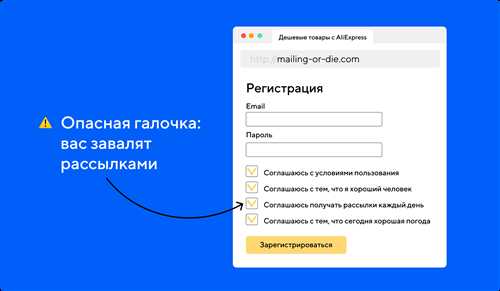 Дешевые товары с AliExpress
http://mailing-or-die.com
Опасная галочка:
вас завалят
рассылками
Регистрация
Email
Пароль
Соглашаюсь с условиями пользования
Соглашаюсь с тем, что я хороший человек
Соглашаюсь получать рассылки каждый день
Соглашаюсь с тем, что сегодня хорошая погода
Зарегистрироваться